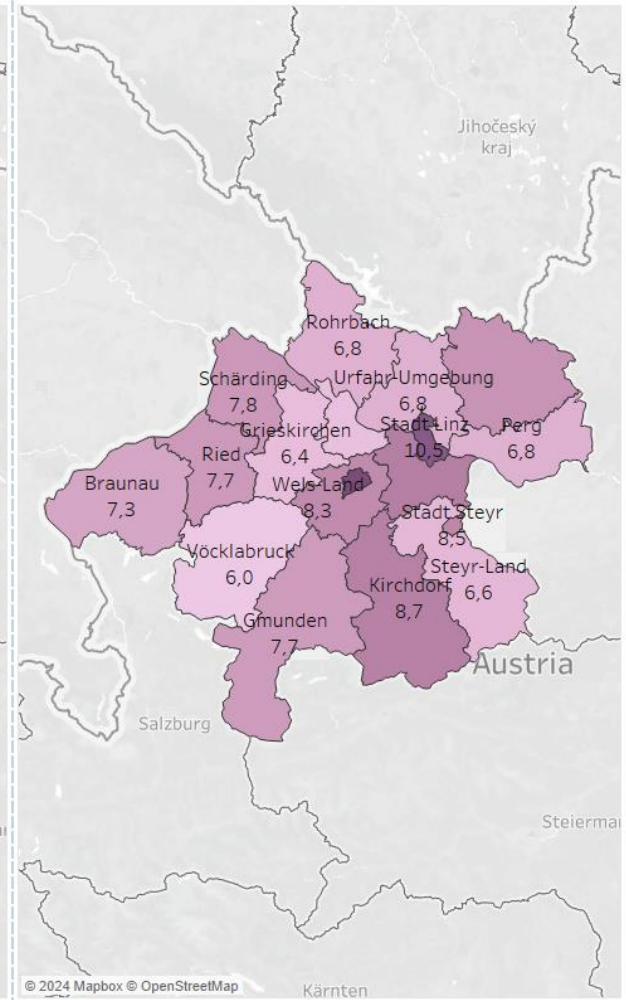 Jihočeský
kraj
Rohrbach
6,8
Schärding
7,8
Urfahr-Umgebung
6,8
Grieskirchen
6,4
Stadt Linz
10,5
Perg
6,8
Ried
7,7
Braunau
7,3
Wels-Land
8,3
Stadt Steyr
8,5
Vöcklabruck
6,0
Steyr-Land
6,6
Kirchdorf
8,7
Gmunden
7,7
Austria
Salzburg
Steiermar
© 2024 Mapbox © OpenStreetMap
Kärnten